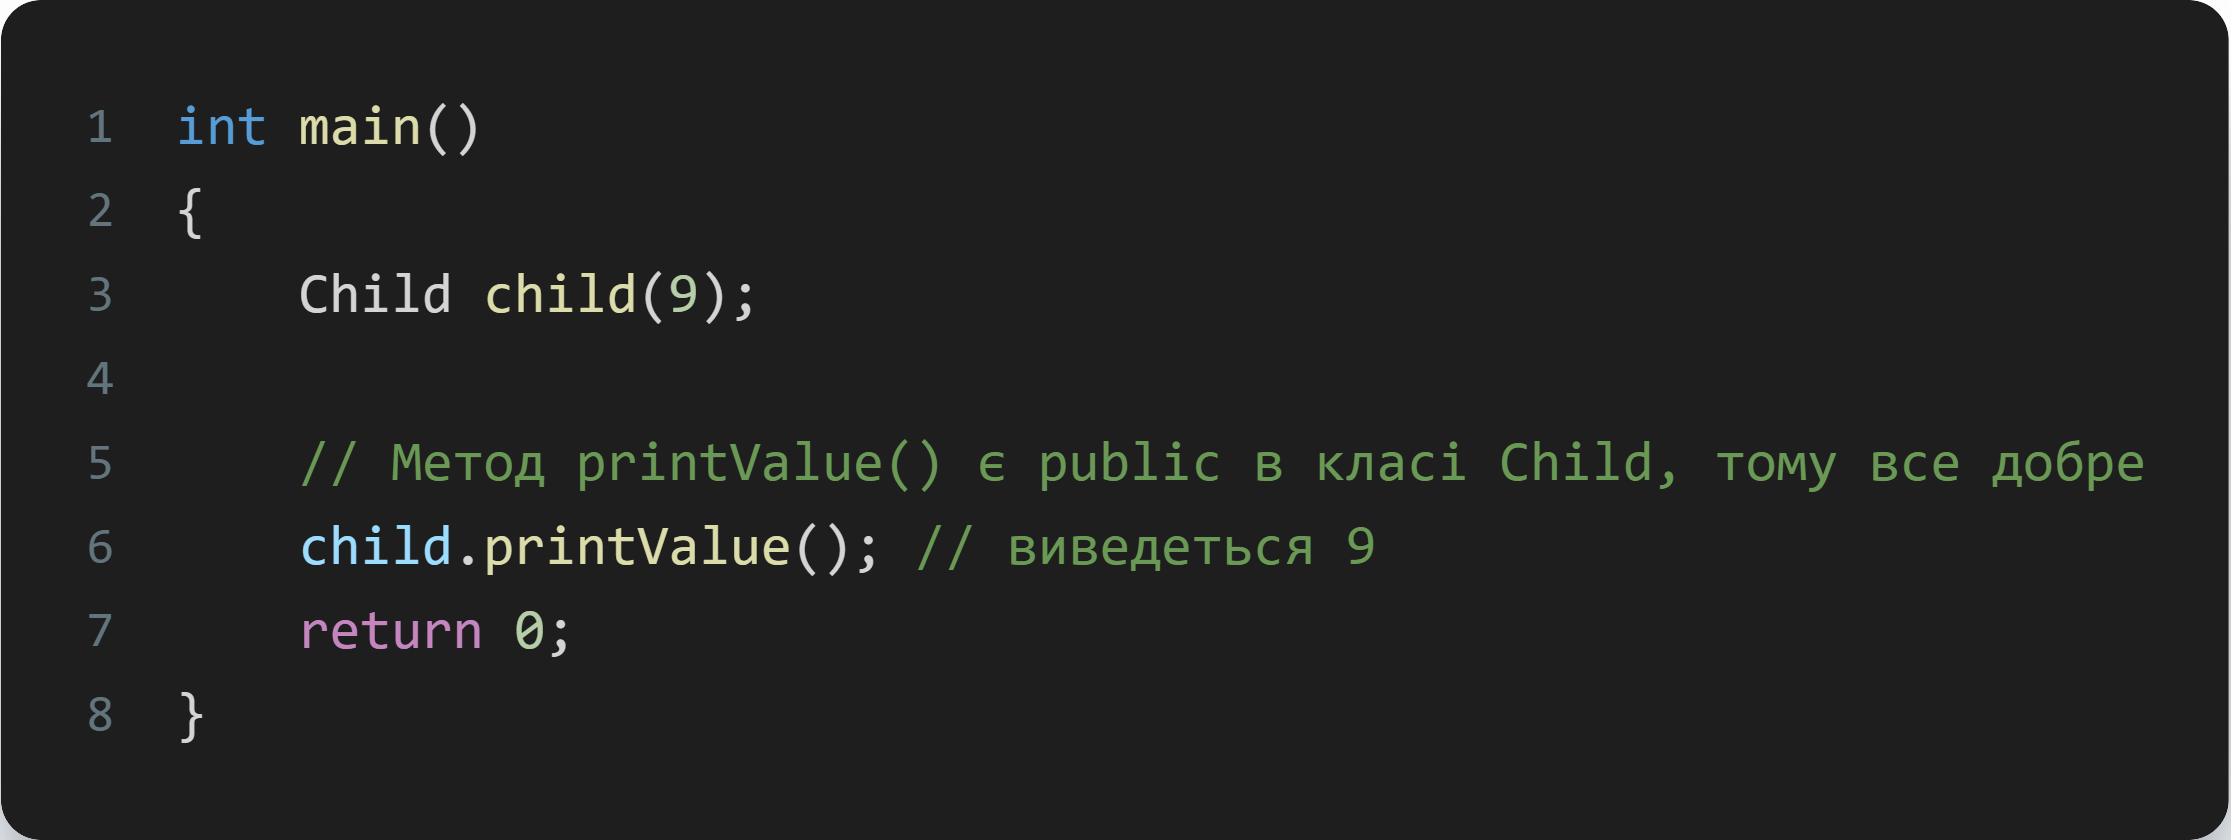 1 int main()
2 {
3     Child child(9);
4
5     // Метод printValue() є public в класі Child, тому все добре
6     child.printValue(); // виведеться 9
7     return 0;
8 }